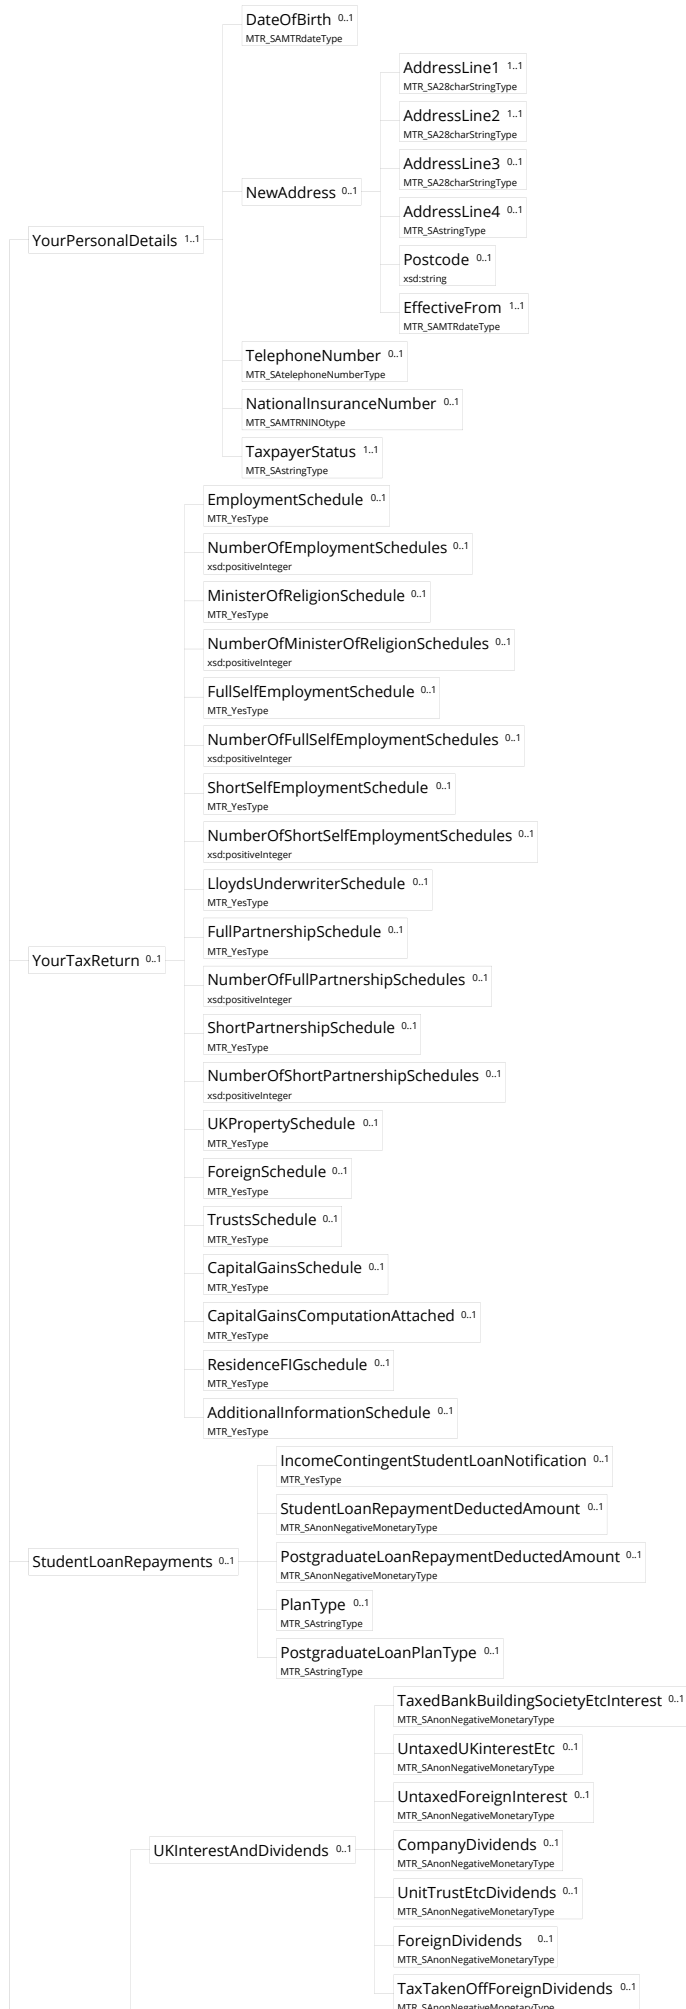 DateOfBirth 0..1
MTR_SAMTRdateType
AddressLine1 1..1
MTR_SA28charStringType
AddressLine2 1..1
MTR_SA28charStringType
AddressLine3 0..1
MTR_SA28charStringType
NewAddress 0..1
AddressLine4 0..1
MTR_SAstringType
YourPersonalDetails 1..1
Postcode 0..1
xsd:string
EffectiveFrom 1..1
MTR_SAMTRdateType
TelephoneNumber 0..1
MTR_SAtelephoneNumberType
NationalInsuranceNumber 0..1
MTR_SAMTRNINOtype
TaxpayerStatus 1..1
MTR_SAstringType
EmploymentSchedule 0..1
MTR_YesType
NumberOfEmploymentSchedules 0..1
xsd:positiveInteger
MinisterOfReligionSchedule 0..1
MTR_YesType
NumberOfMinisterOfReligionSchedules 0..1
xsd:positiveInteger
FullSelfEmploymentSchedule 0..1
MTR_YesType
NumberOfFullSelfEmploymentSchedules 0..1
xsd:positiveInteger
ShortSelfEmploymentSchedule 0..1
MTR_YesType
NumberOfShortSelfEmploymentSchedules 0..1
xsd:positiveInteger
LloydsUnderwriterSchedule 0..1
MTR_YesType
FullPartnershipSchedule 0..1
MTR_YesType
YourTaxReturn 0..1
NumberOfFullPartnershipSchedules 0..1
xsd:positiveInteger
ShortPartnershipSchedule 0..1
MTR_YesType
NumberOfShortPartnershipSchedules 0..1
xsd:positiveInteger
UKPropertySchedule 0..1
MTR_YesType
ForeignSchedule 0..1
MTR_YesType
TrustsSchedule 0..1
MTR_YesType
CapitalGainsSchedule 0..1
MTR_YesType
CapitalGainsComputationAttached 0..1
MTR_YesType
ResidenceFIGschedule 0..1
MTR_YesType
AdditionalInformationSchedule 0..1
MTR_YesType
IncomeContingentStudentLoanNotification 0..1
MTR_YesType
StudentLoanRepaymentDeductedAmount 0..1
MTR_SAnonNegativeMonetaryType
StudentLoanRepayments 0..1
PostgraduateLoanRepaymentDeductedAmount 0..1
MTR_SAnonNegativeMonetaryType
PlanType 0..1
MTR_SAstringType
PostgraduateLoanPlanType 0..1
MTR_SAstringType
TaxedBankBuildingSocietyEtcInterest 0..1
MTR_SAnonNegativeMonetaryType
UntaxedUKinterestEtc 0..1
MTR_SAnonNegativeMonetaryType
UntaxedForeignInterest 0..1
MTR_SAnonNegativeMonetaryType
UKInterestAndDividends 0..1
CompanyDividends 0..1
MTR_SAnonNegativeMonetaryType
UnitTrustEtcDividends 0..1
MTR_SAnonNegativeMonetaryType
ForeignDividends 0..1
MTR_SAnonNegativeMonetaryType
TaxTakenOffForeignDividends 0..1
MTR_SAnonNegativeMonetaryType